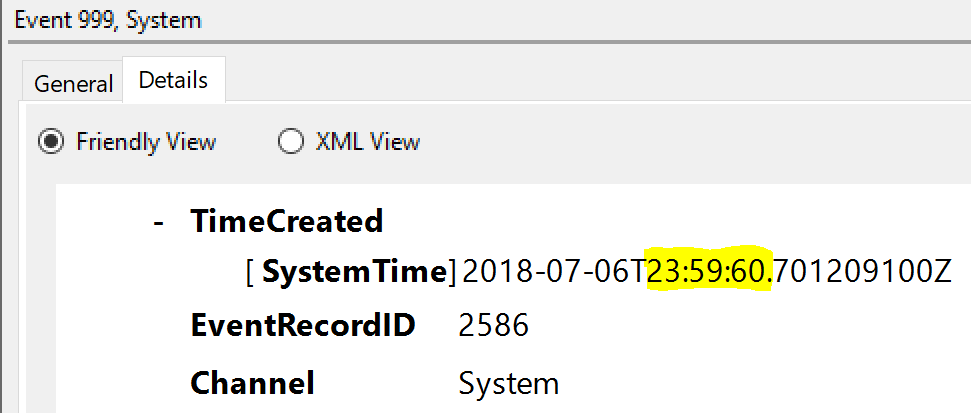 Event 999, System
General Details
Friendly View XML View
- TimeCreated
[ SystemTime] 2018-07-06T23:59:60.701209100Z
EventRecordID 2586
Channel System